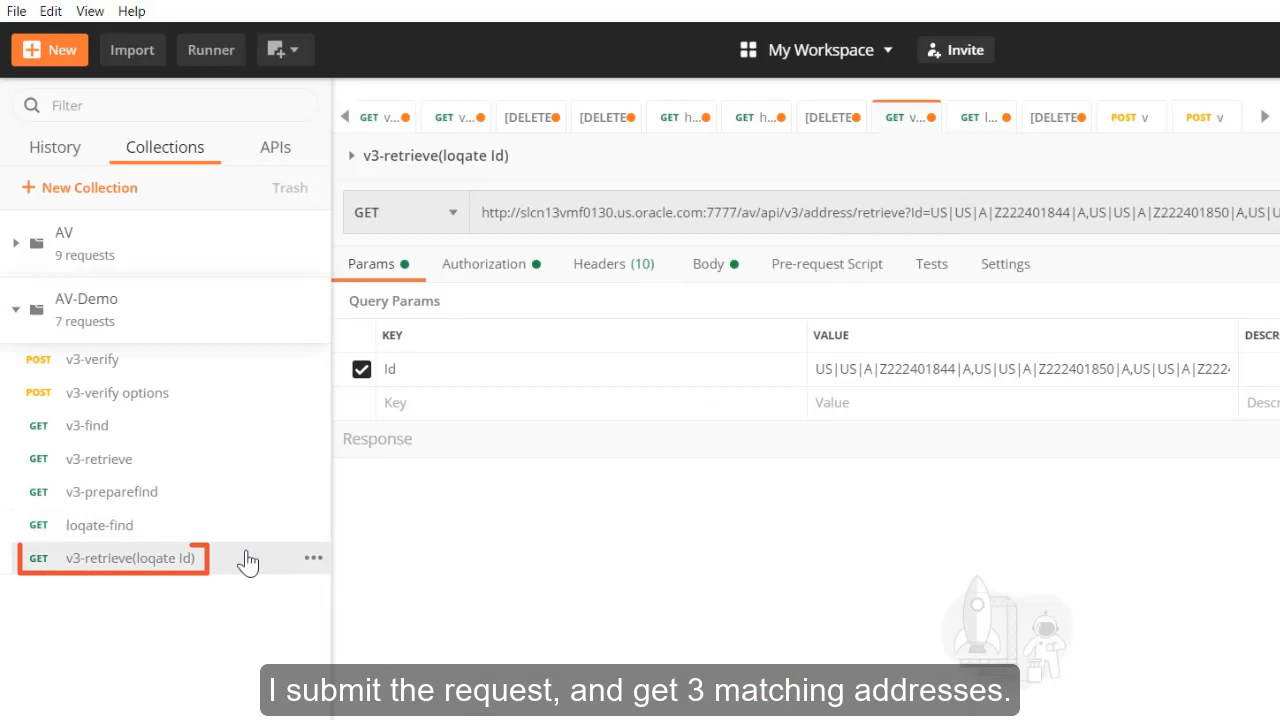 File Edit View Help
New Import Runner My Workspace Invite
Filter
GET v... GET v... [DELETE [DELETE GET h... GET h... [DELETE GET v... GET l... [DELETE POST v POST v
History Collections APIs
v3-retrieve(loqate Id)
New Collection Trash
GET http://slcn13vmf0130.us.oracle.com:7777/av/api/v3/address/retrieve?Id=US|US|A|Z222401844|A,US|US|A|Z222401850|A,US|U
AV
9 requests
Params Authorization Headers (10) Body Pre-request Script Tests Settings
AV-Demo
7 requests
Query Params
KEY VALUE DESCR
Id US|US|A|Z222401844|A,US|US|A|Z222401850|A,US|US|A|Z222
Key Value Descr
Response
POST v3-verify
POST v3-verify options
GET v3-find
GET v3-retrieve
GET v3-preparefind
GET loqate-find
GET v3-retrieve(loqate Id)
I submit the request, and get 3 matching addresses.